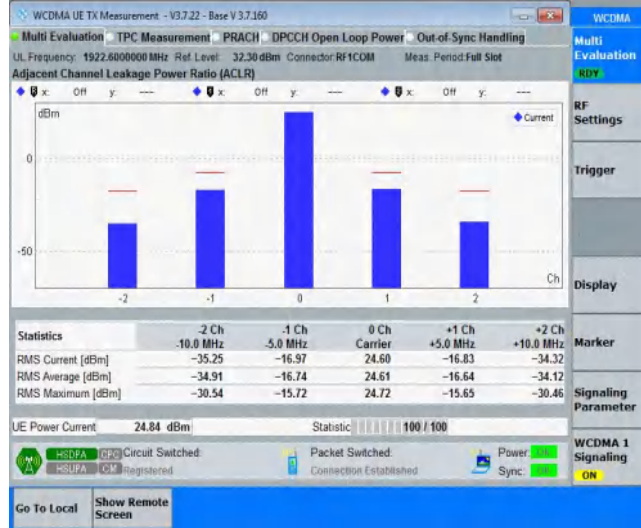 WCDMA UE TX Measurement - V3.7.22 - Base V 3.7.160
WCDMA
Multi Evaluation TPC Measurement PRACH DPCCH Open Loop Power Out-of-Sync Handling
Multi Evaluation
RDY
UL Frequency: 1922.6000000 MHz Ref. Level: 32.30 dBm Connector: RF1COM Meas. Period: Full Slot
Adjacent Channel Leakage Power Ratio (ACLR)
x: Off y: --- x: Off y: --- x: Off y: ---
dBm
Current
0
-50
Ch
-2 -1 0 1 2
Statistics -2 Ch -1 Ch 0 Ch +1 Ch +2 Ch
-10.0 MHz -5.0 MHz Carrier +5.0 MHz +10.0 MHz
RMS Current [dBm] -35.25 -16.97 24.60 -16.83 -34.32
RMS Average [dBm] -34.91 -16.74 24.61 -16.64 -34.12
RMS Maximum [dBm] -30.54 -15.72 24.72 -15.65 -30.46
UE Power Current 24.84 dBm Statistic 100 / 100
HSDPA CPC Circuit Switched: Packet Switched: Power: OK
HSUPA CM Registered Connection Established Sync: OK
RF Settings
Trigger
Display
Marker
Signaling Parameter
WCDMA 1 Signaling
ON
Go To Local
Show Remote Screen